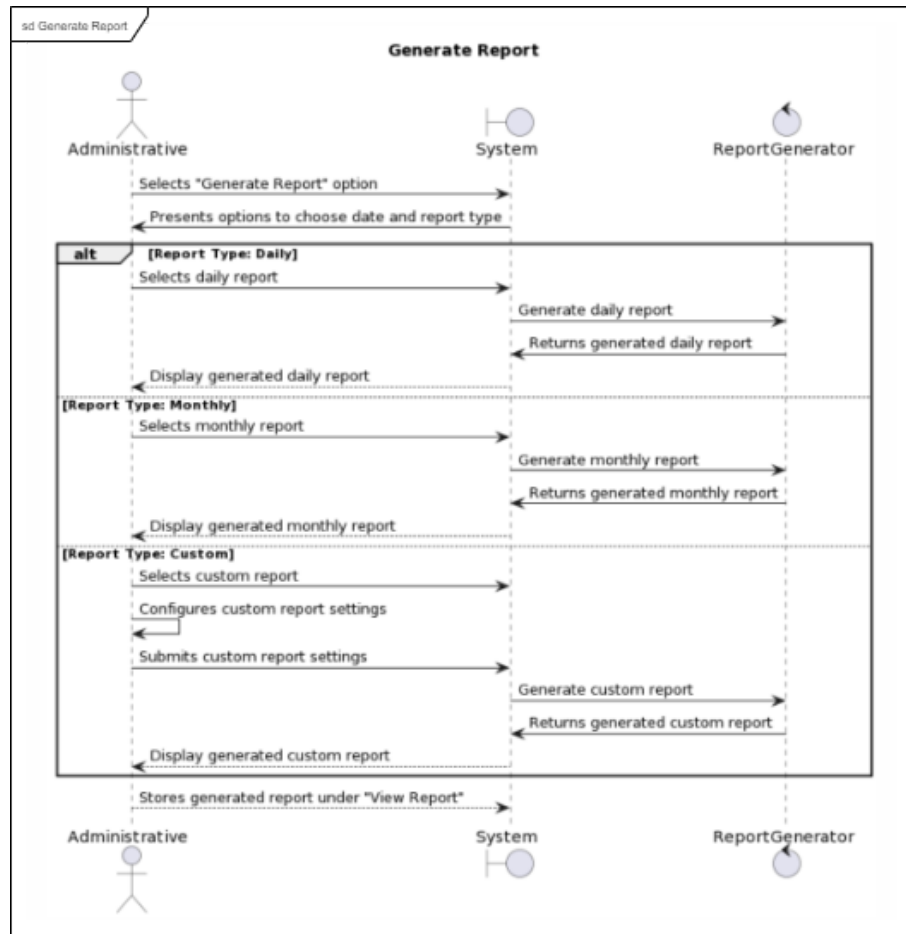 sd Generate Report
Generate Report
Administrative System ReportGenerator
Selects "Generate Report" option
Presents options to choose date and report type
alt [Report Type: Daily]
Selects daily report
Generate daily report
Returns generated daily report
Display generated daily report
[Report Type: Monthly]
Selects monthly report
Generate monthly report
Returns generated monthly report
Display generated monthly report
[Report Type: Custom]
Selects custom report
Configures custom report settings
Submits custom report settings
Generate custom report
Returns generated custom report
Display generated custom report
Stores generated report under "View Report"
Administrative System ReportGenerator